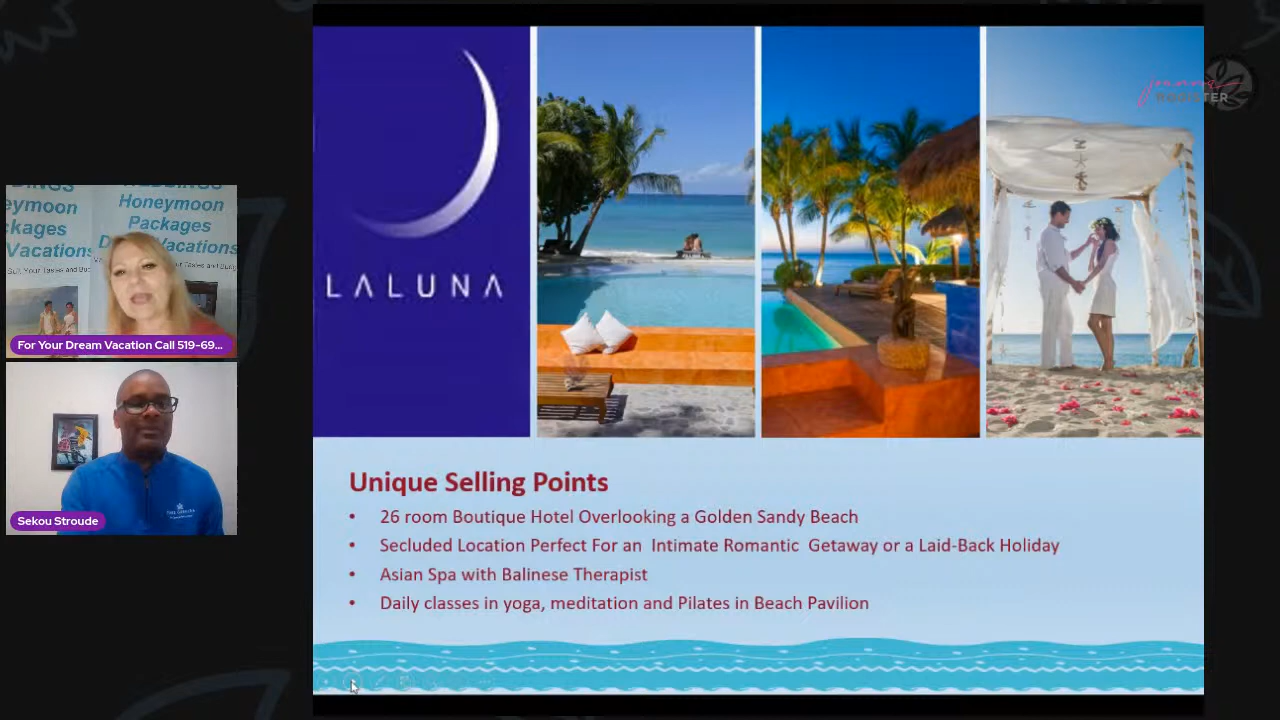 LALUNA
Unique Selling Points
• 26 room Boutique Hotel Overlooking a Golden Sandy Beach
• Secluded Location Perfect For an Intimate Romantic Getaway or a Laid-Back Holiday
• Asian Spa with Balinese Therapist
• Daily classes in yoga, meditation and Pilates in Beach Pavilion
Honeymoon
Packages
Vacations
For Your Dream Vacation Call 519-69...
Sekou Stroude